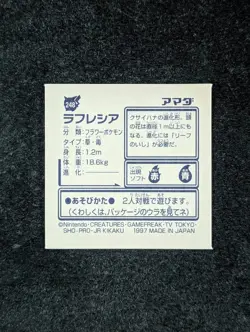 248
アマダ
ラフレシア
分　類：フラワーポケモン
タイプ：草・毒
身　長：1.2m
体　重：18.6kg
進　化：
クサイハナの進化形。頭
の花は直径1m以上にも
なる。進化には「リーフ
のいし」が必要だ。
出現
ソフト
赤
青
●あそびかた● 2人対戦で遊びます。
(くわしくは、パッケージのウラを見てネ)
©Nintendo・CREATURES・GAMEFREAK・TV TOKYO・
SHO-PRO・JR KIKAKU　1997 MADE IN JAPAN